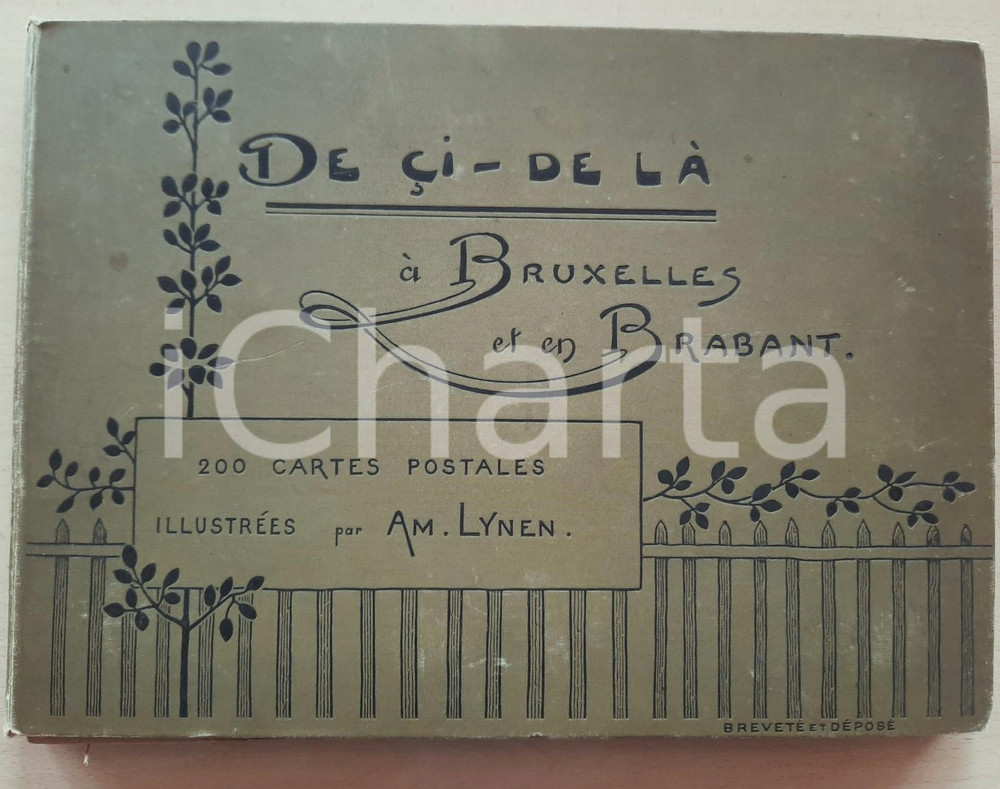 DE ÇI - DE LÀ
à BRUXELLES
et en BRABANT.
iCharta
200 CARTES POSTALES
ILLUSTRÉES par AM. LYNEN.
BREVETÉ ET DÉPOSÉ